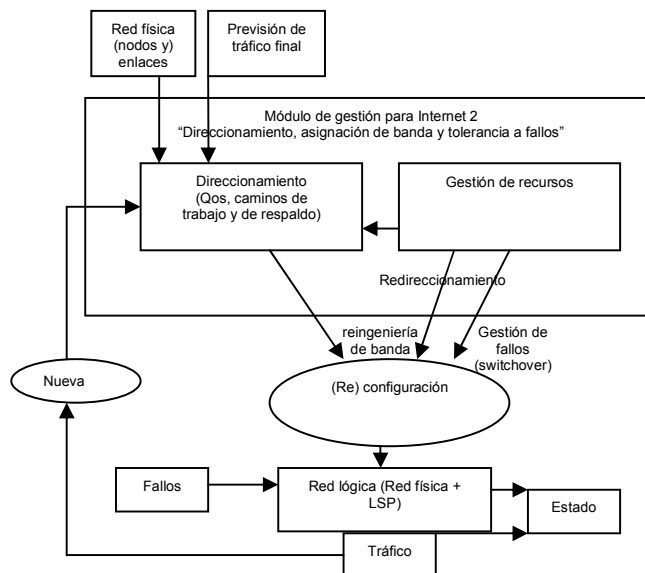 Red física
(nodos y)
enlaces
Previsión de
tráfico final
Módulo de gestión para Internet 2
“Direccionamiento, asignación de banda y tolerancia a fallos”
Direccionamiento
(Qos, caminos de
trabajo y de respaldo)
Gestión de recursos
Redireccionamiento
reingeniería
de banda
Gestión de
fallos
(switchover)
Nueva
(Re) configuración
Fallos
Red lógica (Red física +
LSP)
Estado
Tráfico